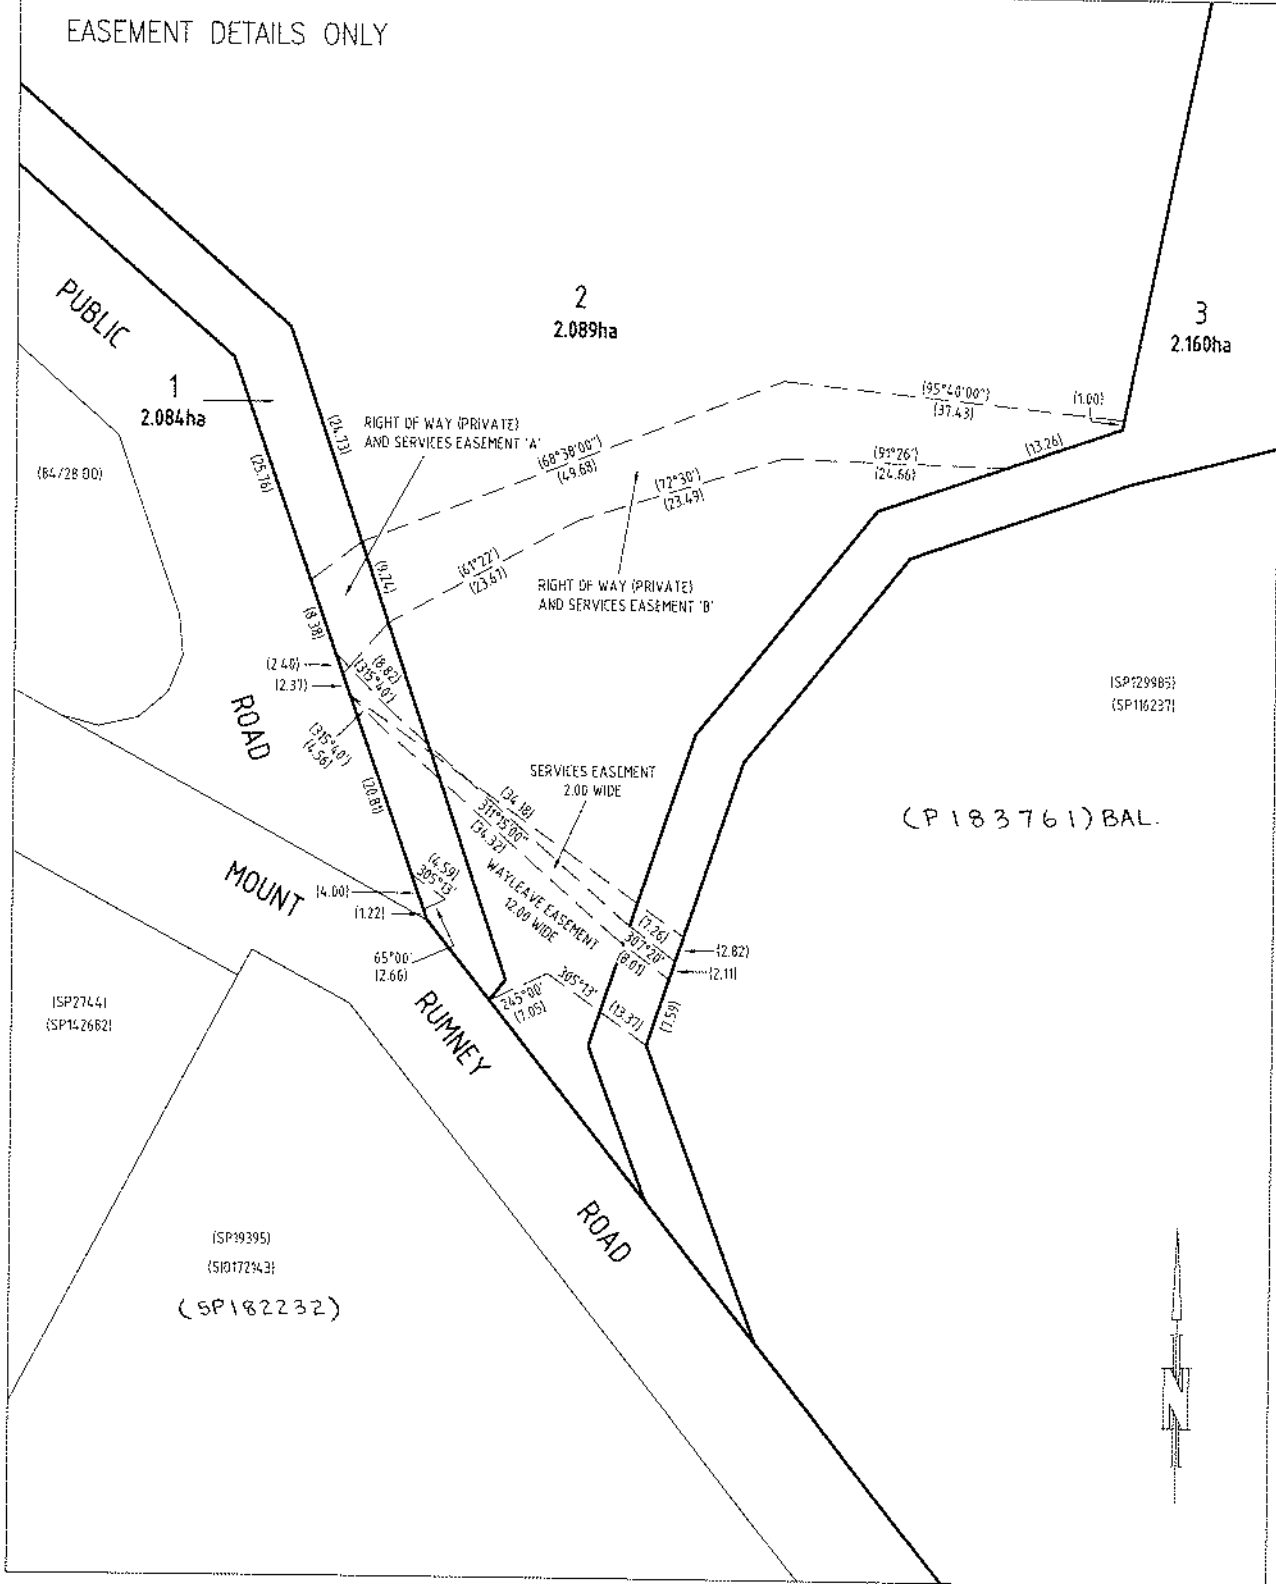 EASEMENT DETAILS ONLY
PUBLIC
1
2.084ha
2
2.089ha
3
2.160ha
(84/28 DO)
(24.73)
(25.76)
RIGHT OF WAY (PRIVATE)
AND SERVICES EASEMENT 'A'
(68°38'00")
(49.68)
(95°40'00")
(37.43)
(1.00)
(13.26)
(91°26')
(24.66)
(72°30')
(23.49)
(61°22')
(23.67)
(9.74)
RIGHT OF WAY (PRIVATE)
AND SERVICES EASEMENT 'B'
(8.38)
(2.40)
(2.37)
(8.82)
(315°40')
(315°40')
(4.56)
ROAD
(20.81)
SERVICES EASEMENT
2.00 WIDE
(34.18)
311°15'00"
(34.32)
WAYLEAVE EASEMENT
12.00 WIDE
(SP129985)
(SP116237)
(P183761) BAL.
MOUNT
(4.59)
305°13'
(4.00)
(1.22)
65°00'
(2.66)
(7.26)
307°20'
(8.01)
(2.82)
(2.11)
245°00'
(7.05)
305°13'
(13.37)
(7.59)
(SP2744)
(SP142682)
RUMNEY
ROAD
(SP19395)
(SID172143)
(SP182232)
N